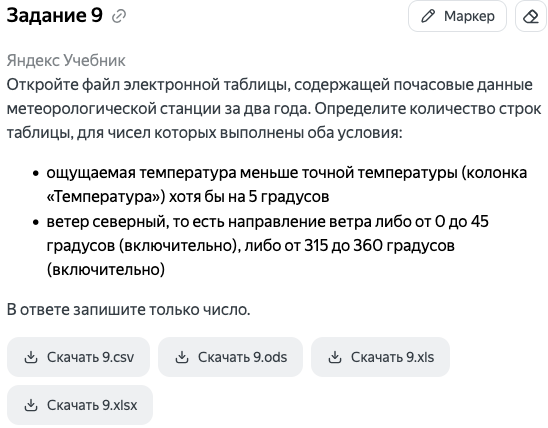 Задание 9
Маркер
Яндекс Учебник
Откройте файл электронной таблицы, содержащей почасовые данные
метеорологической станции за два года. Определите количество строк
таблицы, для чисел которых выполнены оба условия:
• ощущаемая температура меньше точной температуры (колонка
«Температура») хотя бы на 5 градусов
• ветер северный, то есть направление ветра либо от 0 до 45
градусов (включительно), либо от 315 до 360 градусов
(включительно)
В ответе запишите только число.
Скачать 9.csv
Скачать 9.ods
Скачать 9.xls
Скачать 9.xlsx